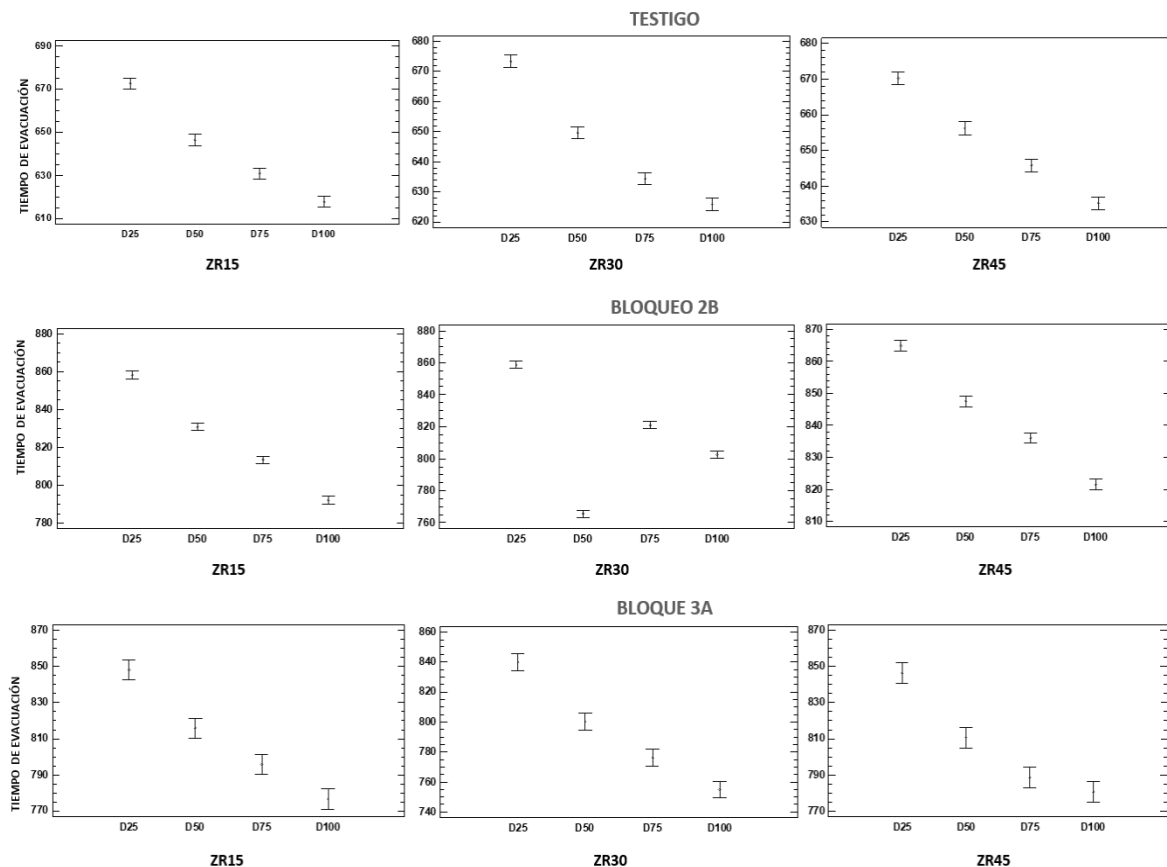 TESTIGO
TIEMPO DE EVACUACIÓN
690
670
650
630
610
D25 D50 D75 D100
ZR15
680
670
660
650
640
630
620
D25 D50 D75 D100
ZR30
680
670
660
650
640
630
D25 D50 D75 D100
ZR45
BLOQUEO 2B
TIEMPO DE EVACUACIÓN
880
860
840
820
800
780
D25 D50 D75 D100
ZR15
880
860
840
820
800
780
760
D25 D50 D75 D100
ZR30
870
860
850
840
830
820
810
D25 D50 D75 D100
ZR45
BLOQUE 3A
TIEMPO DE EVACUACIÓN
870
850
830
810
790
770
D25 D50 D75 D100
ZR15
860
840
820
800
780
760
740
D25 D50 D75 D100
ZR30
870
850
830
810
790
770
D25 D50 D75 D100
ZR45